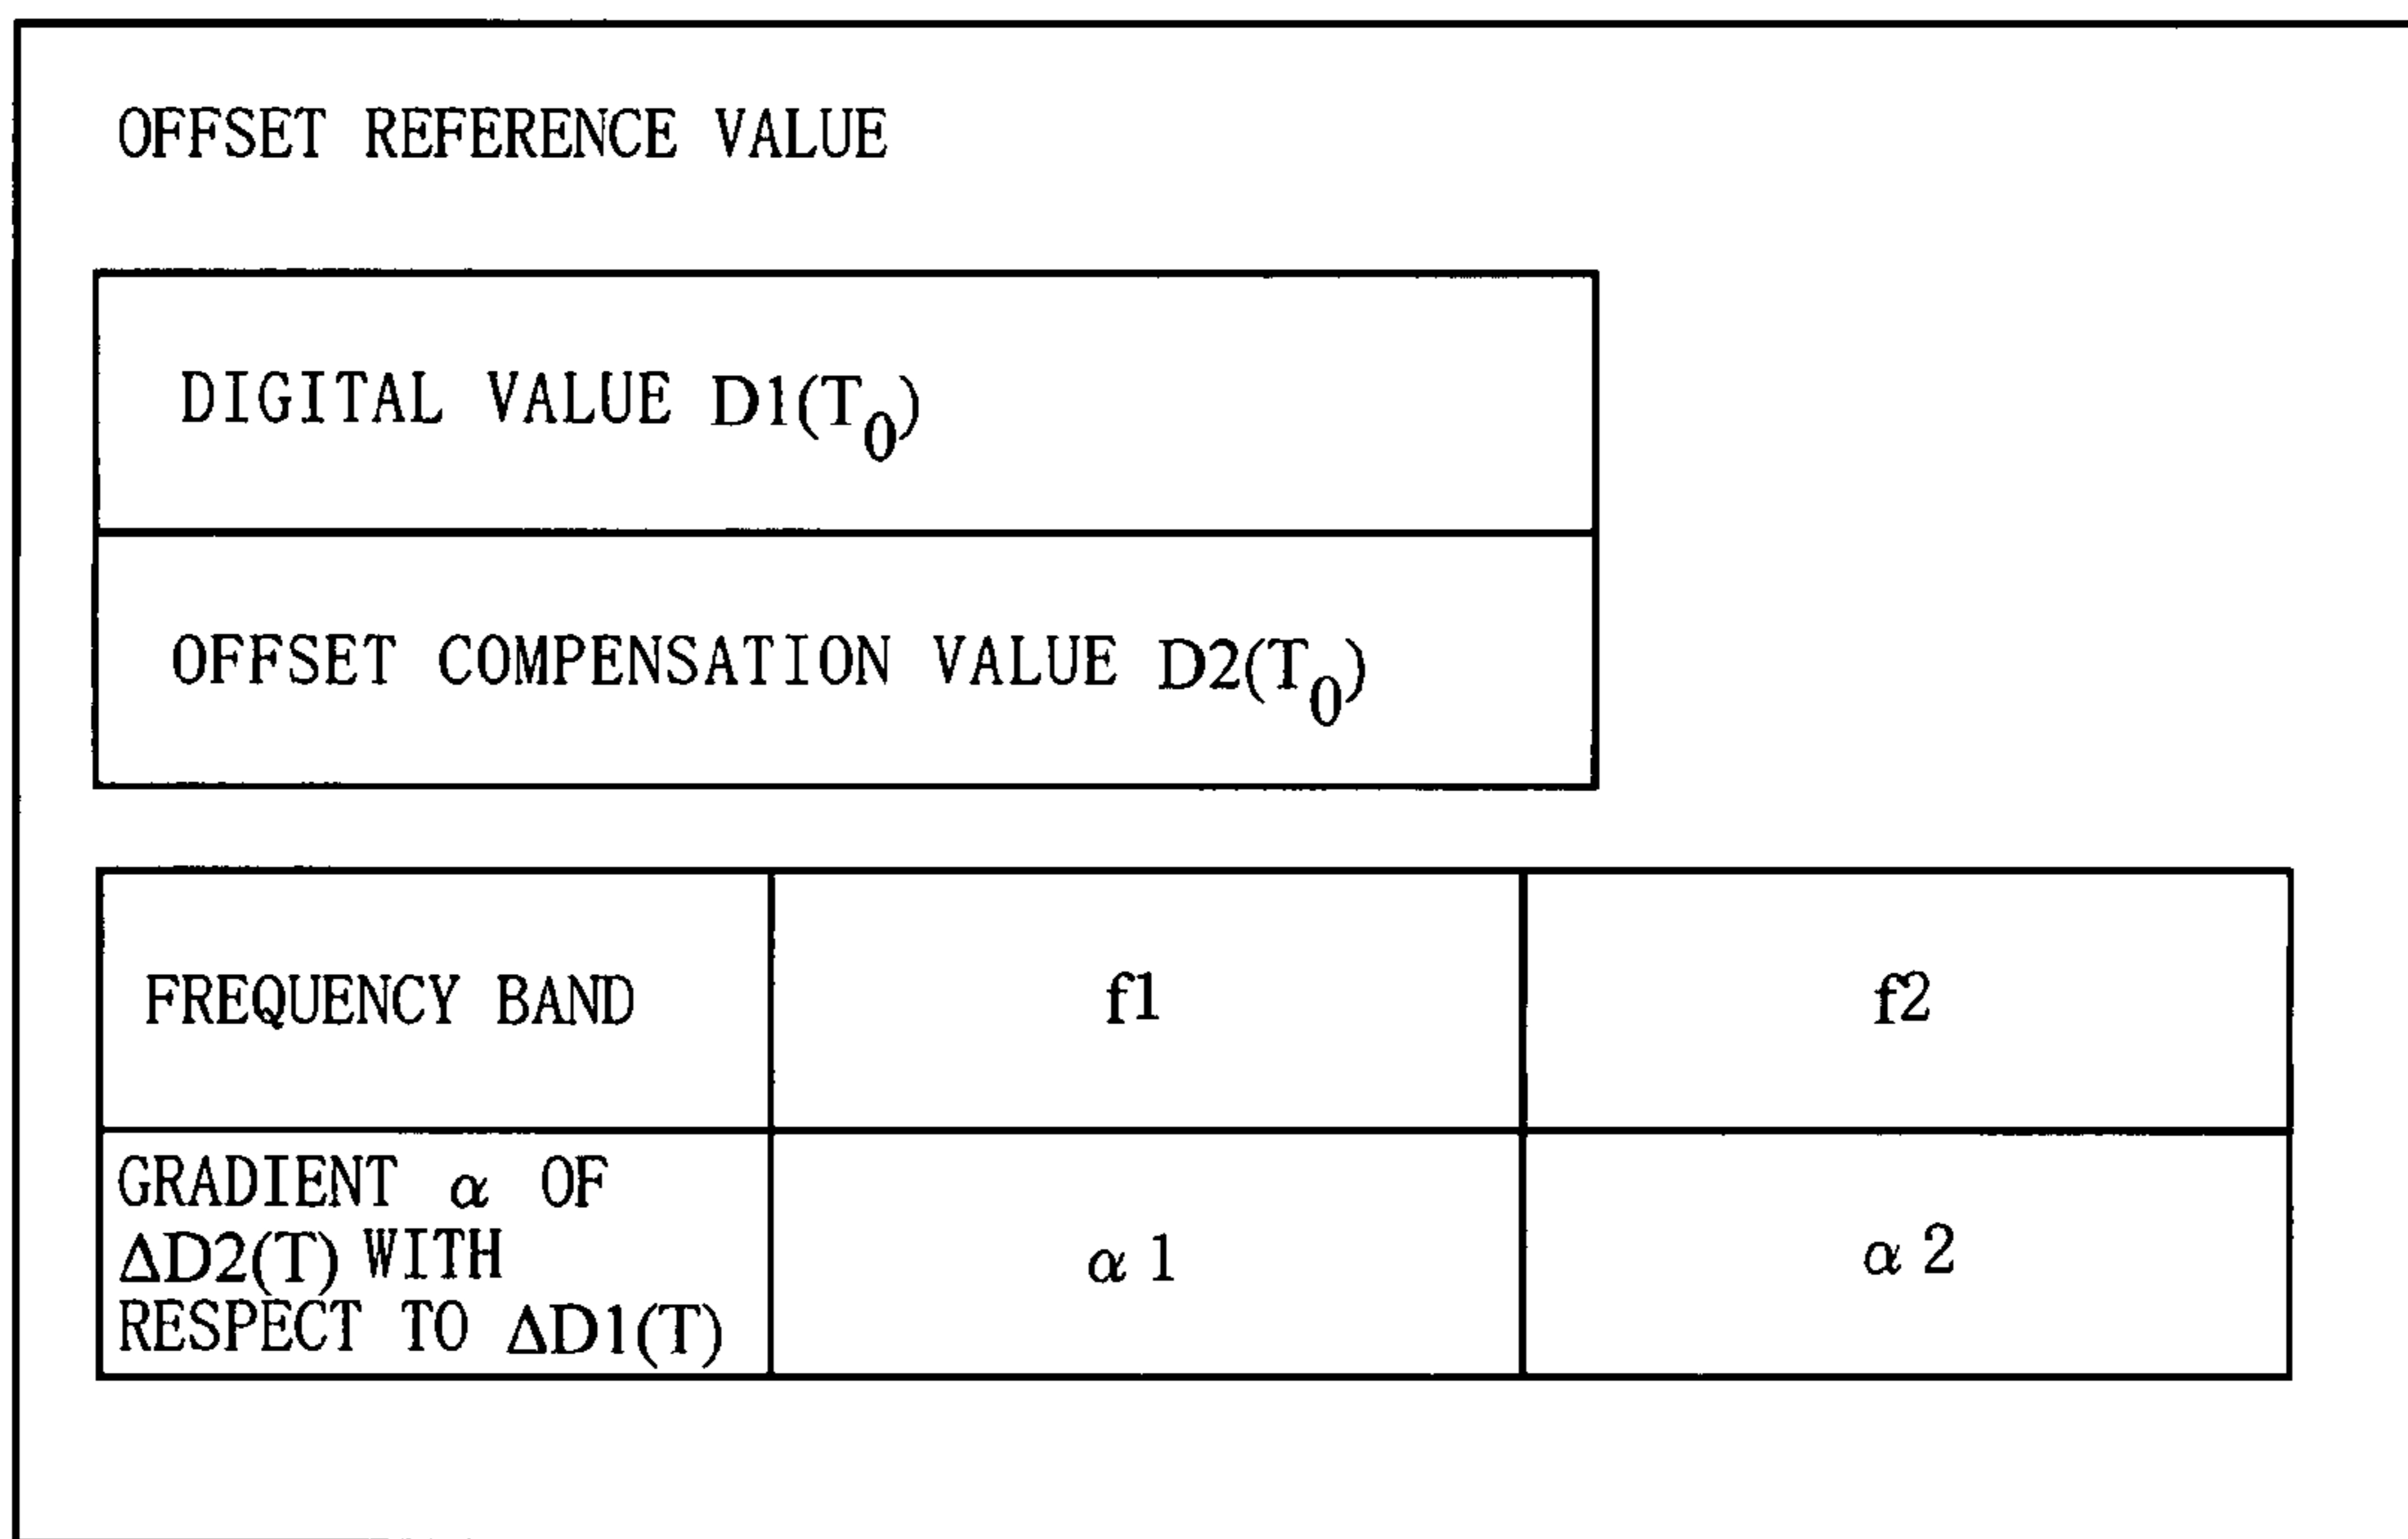 OFFSET REFERENCE VALUE
DIGITAL VALUE D1(T₀)
OFFSET COMPENSATION VALUE D2(T₀)
FREQUENCY BAND f1 f2
GRADIENT α OF
ΔD2(T) WITH
RESPECT TO ΔD1(T)
α 1 α 2